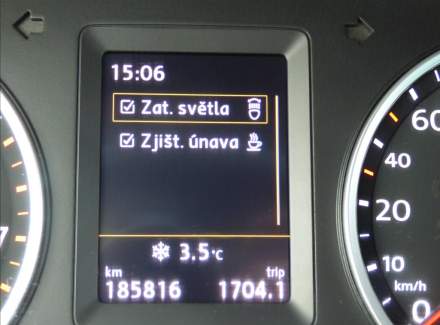 15:06
Zat. světla
Zjišt. únava
3.5°C
km trip
185816 1704.1
7
60
40
20
10
0
km/h